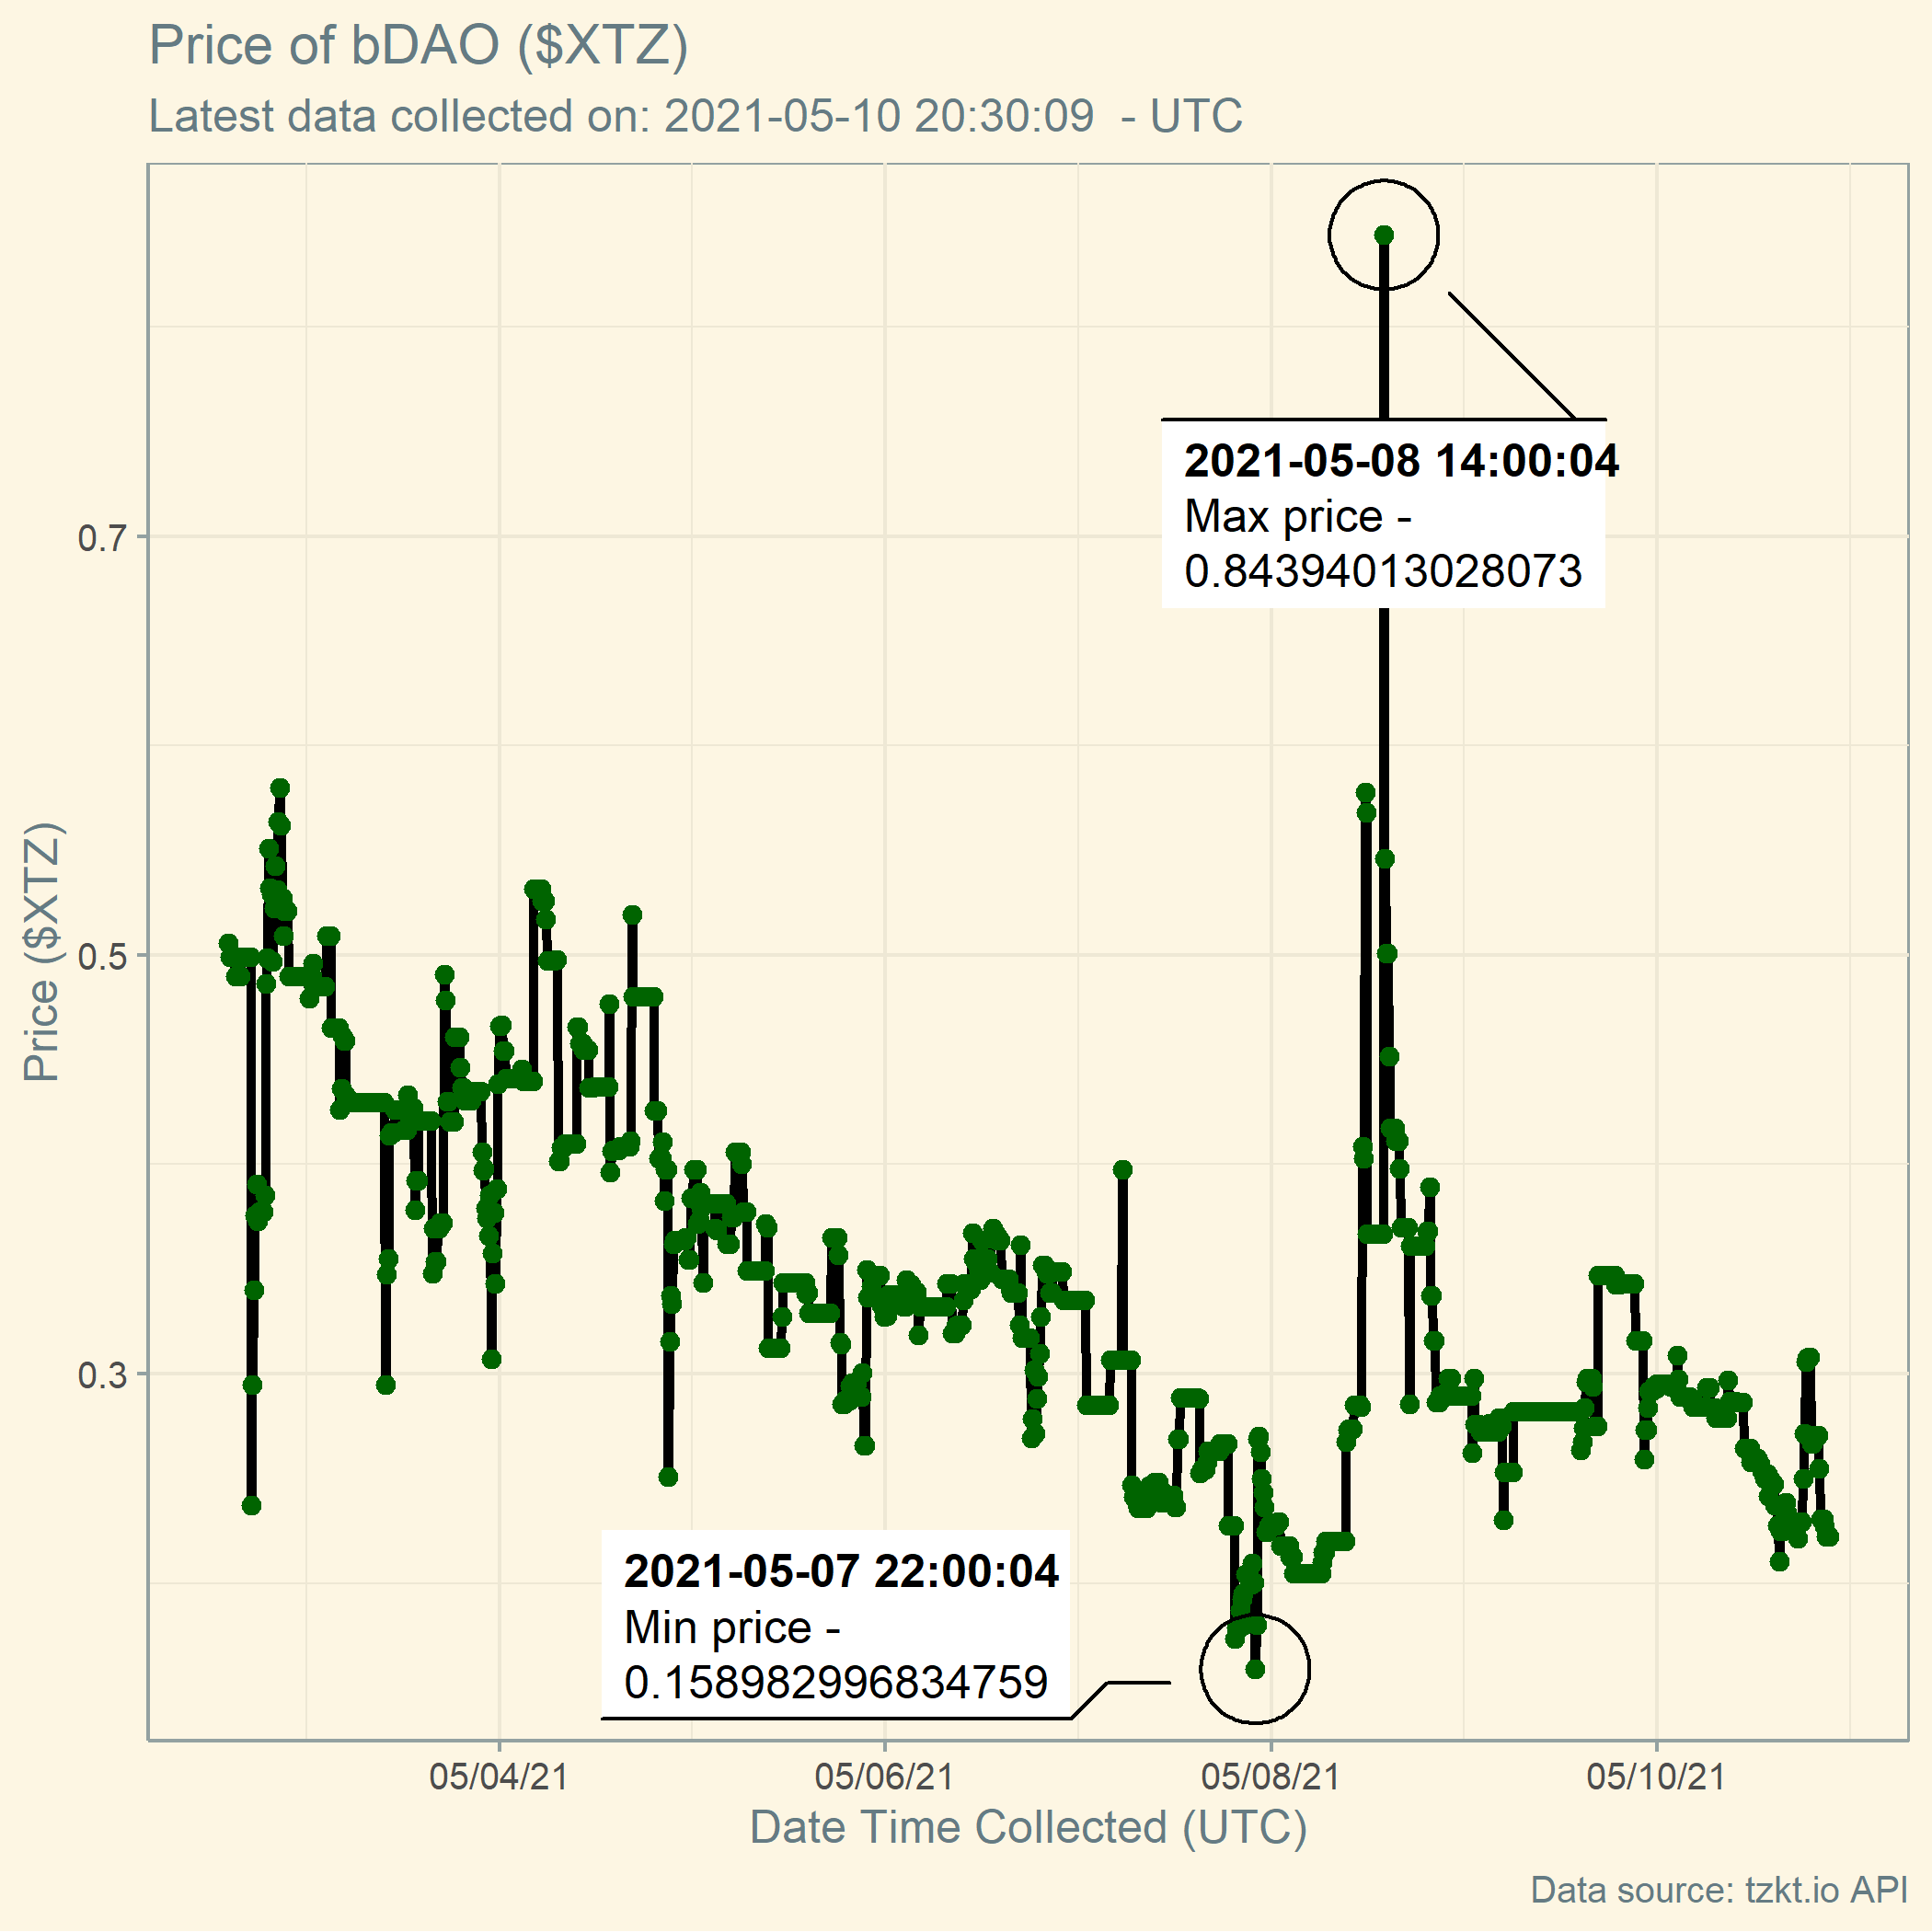 Price of bDAO ($XTZ)
Latest data collected on: 2021-05-10 20:30:09  - UTC
2021-05-08 14:00:04
Max price -
0.84394013028073
0.7
0.5
0.3
Price ($XTZ)
2021-05-07 22:00:04
Min price -
0.158982996834759
05/04/21
05/06/21
05/08/21
05/10/21
Date Time Collected (UTC)
Data source: tzkt.io API